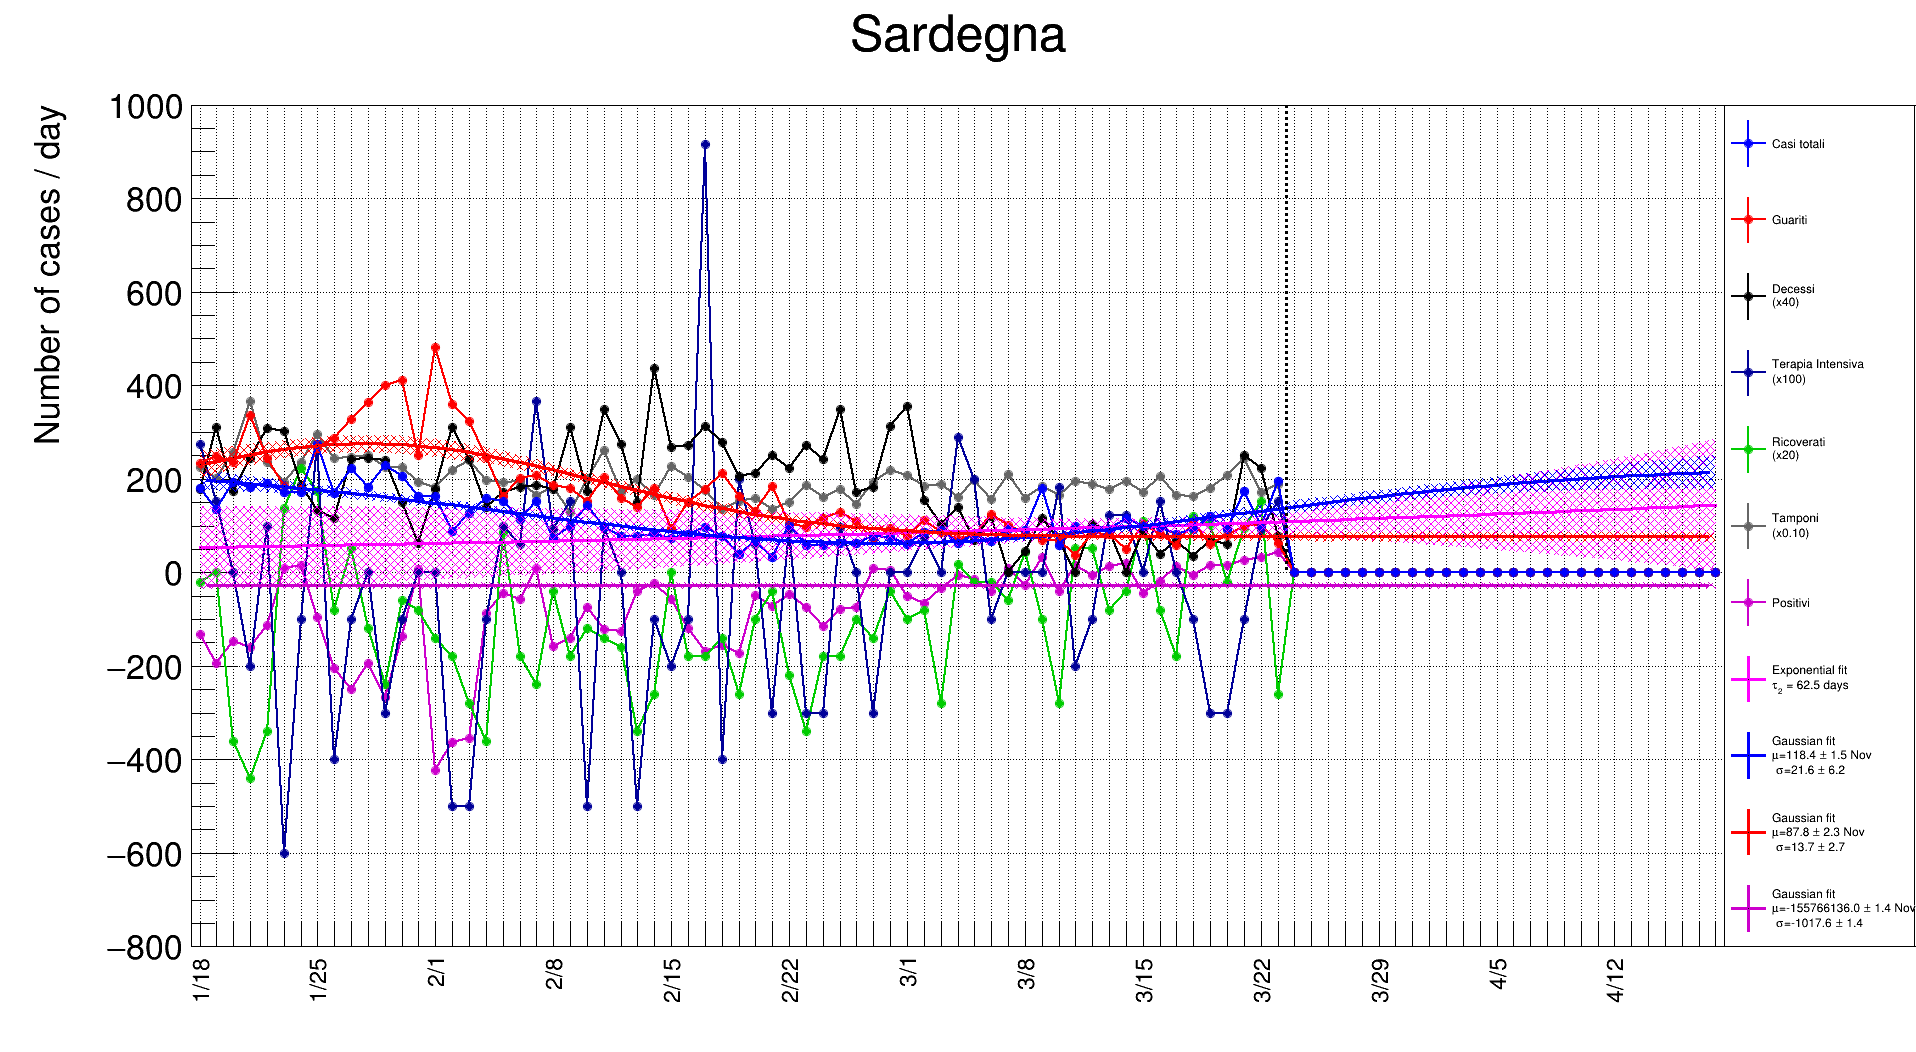 Sardegna
Number of cases / day
1000
800
600
400
200
0
−200
−400
−600
−800
1/18
1/25
2/1
2/8
2/15
2/22
3/1
3/8
3/15
3/22
3/29
4/5
4/12
Casi totali
Guariti
Decessi
(x40)
Terapia Intensiva
(x100)
Ricoverati
(x20)
Tamponi
(x0.10)
Positivi
Exponential fit
τ2 = 62.5 days
Gaussian fit
μ=118.4 ± 1.5 Nov
σ=21.6 ± 6.2
Gaussian fit
μ=87.8 ± 2.3 Nov
σ=13.7 ± 2.7
Gaussian fit
μ=-155766136.0 ± 1.4 Nov
σ=-1017.6 ± 1.4